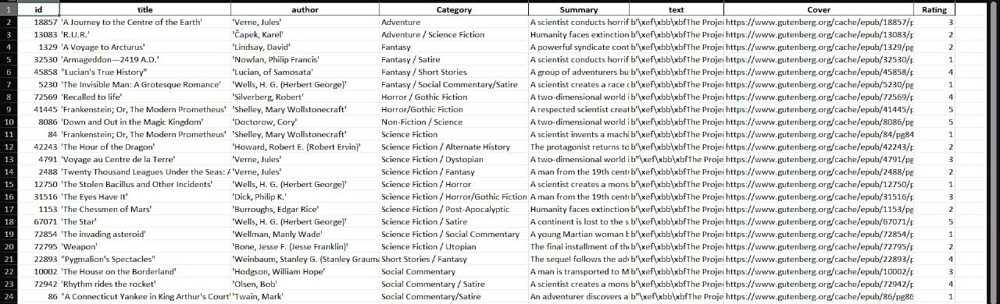 1 id title author Category Summary text Cover Rating
2 18857 'A Journey to the Centre of the Earth' 'Verne, Jules' Adventure A scientist conducts horrif b'\xef\xbb\xbfThe Proje https://www.gutenberg.org/cache/epub/18857/p 3
3 13083 'R.U.R.' 'Čapek, Karel' Adventure / Science Fiction Humanity faces extinction b'\xef\xbb\xbfThe Proje https://www.gutenberg.org/cache/epub/13083/p 2
4 1329 'A Voyage to Arcturus' 'Lindsay, David' Fantasy A powerful syndicate cont b'\xef\xbb\xbfThe Proje https://www.gutenberg.org/cache/epub/1329/pg 2
5 32530 'Armageddon—2419 A.D.' 'Nowlan, Philip Francis' Fantasy / Satire A scientist conducts horrif b'\xef\xbb\xbfThe Proje https://www.gutenberg.org/cache/epub/32530/p 1
6 45858 "Lucian's True History" 'Lucian, of Samosata' Fantasy / Short Stories A group of adventurers bu b'\xef\xbb\xbfThe Proje https://www.gutenberg.org/cache/epub/45858/p 4
7 5230 'The Invisible Man: A Grotesque Romance' 'Wells, H. G. (Herbert George)' Fantasy / Social Commentary/Satire A scientist creates a race o b'\xef\xbb\xbfThe Proje https://www.gutenberg.org/cache/epub/5230/pg 1
8 72569 'Recalled to life' 'Silverberg, Robert' Horror / Gothic Fiction A two-dimensional world i b'\xef\xbb\xbfThe Proje https://www.gutenberg.org/cache/epub/72569/p 4
9 41445 'Frankenstein; Or, The Modern Prometheus' 'Shelley, Mary Wollstonecraft' Horror/Gothic Fiction A respected scientist creat b'\xef\xbb\xbfThe Proje https://www.gutenberg.org/cache/epub/41445/p 5
10 8086 'Down and Out in the Magic Kingdom' 'Doctorow, Cory' Non-Fiction / Science A two-dimensional world i b'\xef\xbb\xbfThe Proje https://www.gutenberg.org/cache/epub/8086/pg 5
11 84 'Frankenstein; Or, The Modern Prometheus' 'Shelley, Mary Wollstonecraft' Science Fiction A scientist invents a machi b'\xef\xbb\xbfThe Proje https://www.gutenberg.org/cache/epub/84/pg84 1
12 42243 'The Hour of the Dragon' 'Howard, Robert E. (Robert Ervin)' Science Fiction / Alternate History The protagonist returns to b'\xef\xbb\xbfThe Proje https://www.gutenberg.org/cache/epub/42243/p 2
13 4791 'Voyage au Centre de la Terre' 'Verne, Jules' Science Fiction / Dystopian A two-dimensional world i b"\xef\xbb\xbfThe Proje https://www.gutenberg.org/cache/epub/4791/pg 3
14 2488 'Twenty Thousand Leagues Under the Seas: A 'Verne, Jules' Science Fiction / Fantasy A man from the 19th cent b'\xef\xbb\xbfThe Proje https://www.gutenberg.org/cache/epub/2488/pg 2
15 12750 'The Stolen Bacillus and Other Incidents' 'Wells, H. G. (Herbert George)' Science Fiction / Horror A scientist creates a mons b'\xef\xbb\xbfThe Proje https://www.gutenberg.org/cache/epub/12750/p 1
16 31516 'The Eyes Have It' 'Dick, Philip K.' Science Fiction / Horror/Gothic Fiction A man from the 19th cent b'\xef\xbb\xbfThe Proje https://www.gutenberg.org/cache/epub/31516/p 3
17 1153 'The Chessmen of Mars' 'Burroughs, Edgar Rice' Science Fiction / Post-Apocalyptic Humanity faces extinction b'\xef\xbb\xbfThe Proje https://www.gutenberg.org/cache/epub/1153/pg 2
18 67071 'The Star' 'Wells, H. G. (Herbert George)' Science Fiction / Satire A continent is lost to the s b'\xef\xbb\xbfThe Proje https://www.gutenberg.org/cache/epub/67071/p 5
19 72854 'The invading asteroid' 'Wellman, Manly Wade' Science Fiction / Social Commentary A young Martian woman b b'\xef\xbb\xbfThe Proje https://www.gutenberg.org/cache/epub/72854/p 1
20 72795 'Weapon' 'Bone, Jesse F. (Jesse Franklin)' Science Fiction / Utopian The final installment of th b'\xef\xbb\xbfThe Proje https://www.gutenberg.org/cache/epub/72795/p 2
21 22893 "Pygmalion's Spectacles" 'Weinbaum, Stanley G. (Stanley Grauma Short Stories / Fantasy The sequel follows the adv b'\xef\xbb\xbfThe Proje https://www.gutenberg.org/cache/epub/22893/p 4
22 10002 'The House on the Borderland' 'Hodgson, William Hope' Social Commentary A man is transported to M b'\xef\xbb\xbfThe Proje https://www.gutenberg.org/cache/epub/10002/p 3
23 72942 'Rhythm rides the rocket' 'Olsen, Bob' Social Commentary / Satire A scientist creates a mons b'\xef\xbb\xbfThe Proje https://www.gutenberg.org/cache/epub/72942/p 4
24 86 "A Connecticut Yankee in King Arthur's Court" 'Twain, Mark' Social Commentary/Satire An adventurer discovers a b"\xef\xbb\xbfThe Proje https://www.gutenberg.org/cache/epub/86/pg86 1